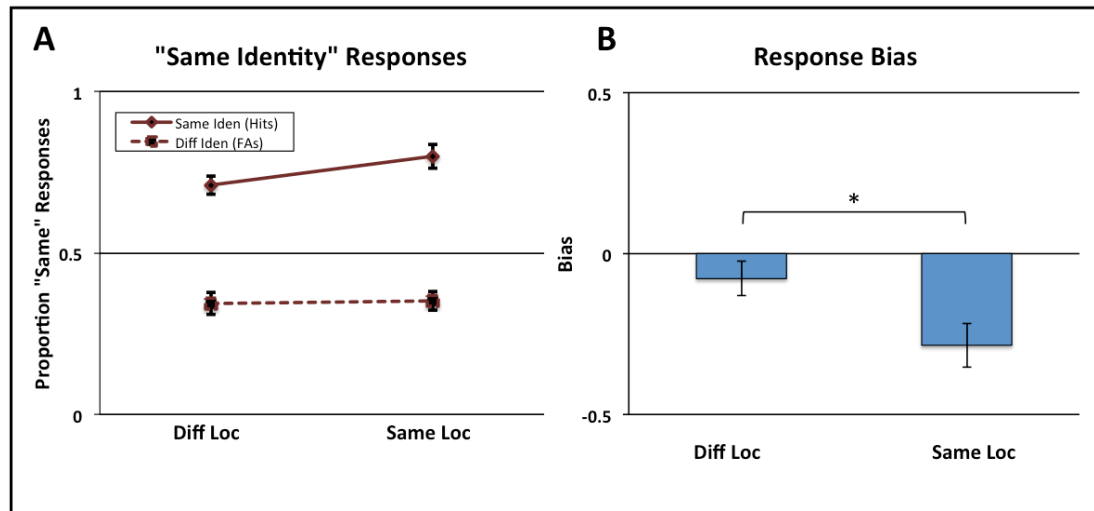 A
"Same Identity" Responses
Proportion "Same" Responses
1
0.5
0
Same Iden (Hits)
Diff Iden (FAs)
Diff Loc
Same Loc
B
Response Bias
Bias
0.5
0
-0.5
*
Diff Loc
Same Loc